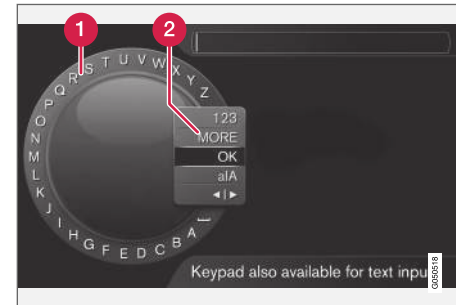 1
2
A B C D E F G H I J K L M N O P Q R S T U V W X Y Z
123
MORE
OK
a|A
◄|►
Keypad also available for text input
G050518